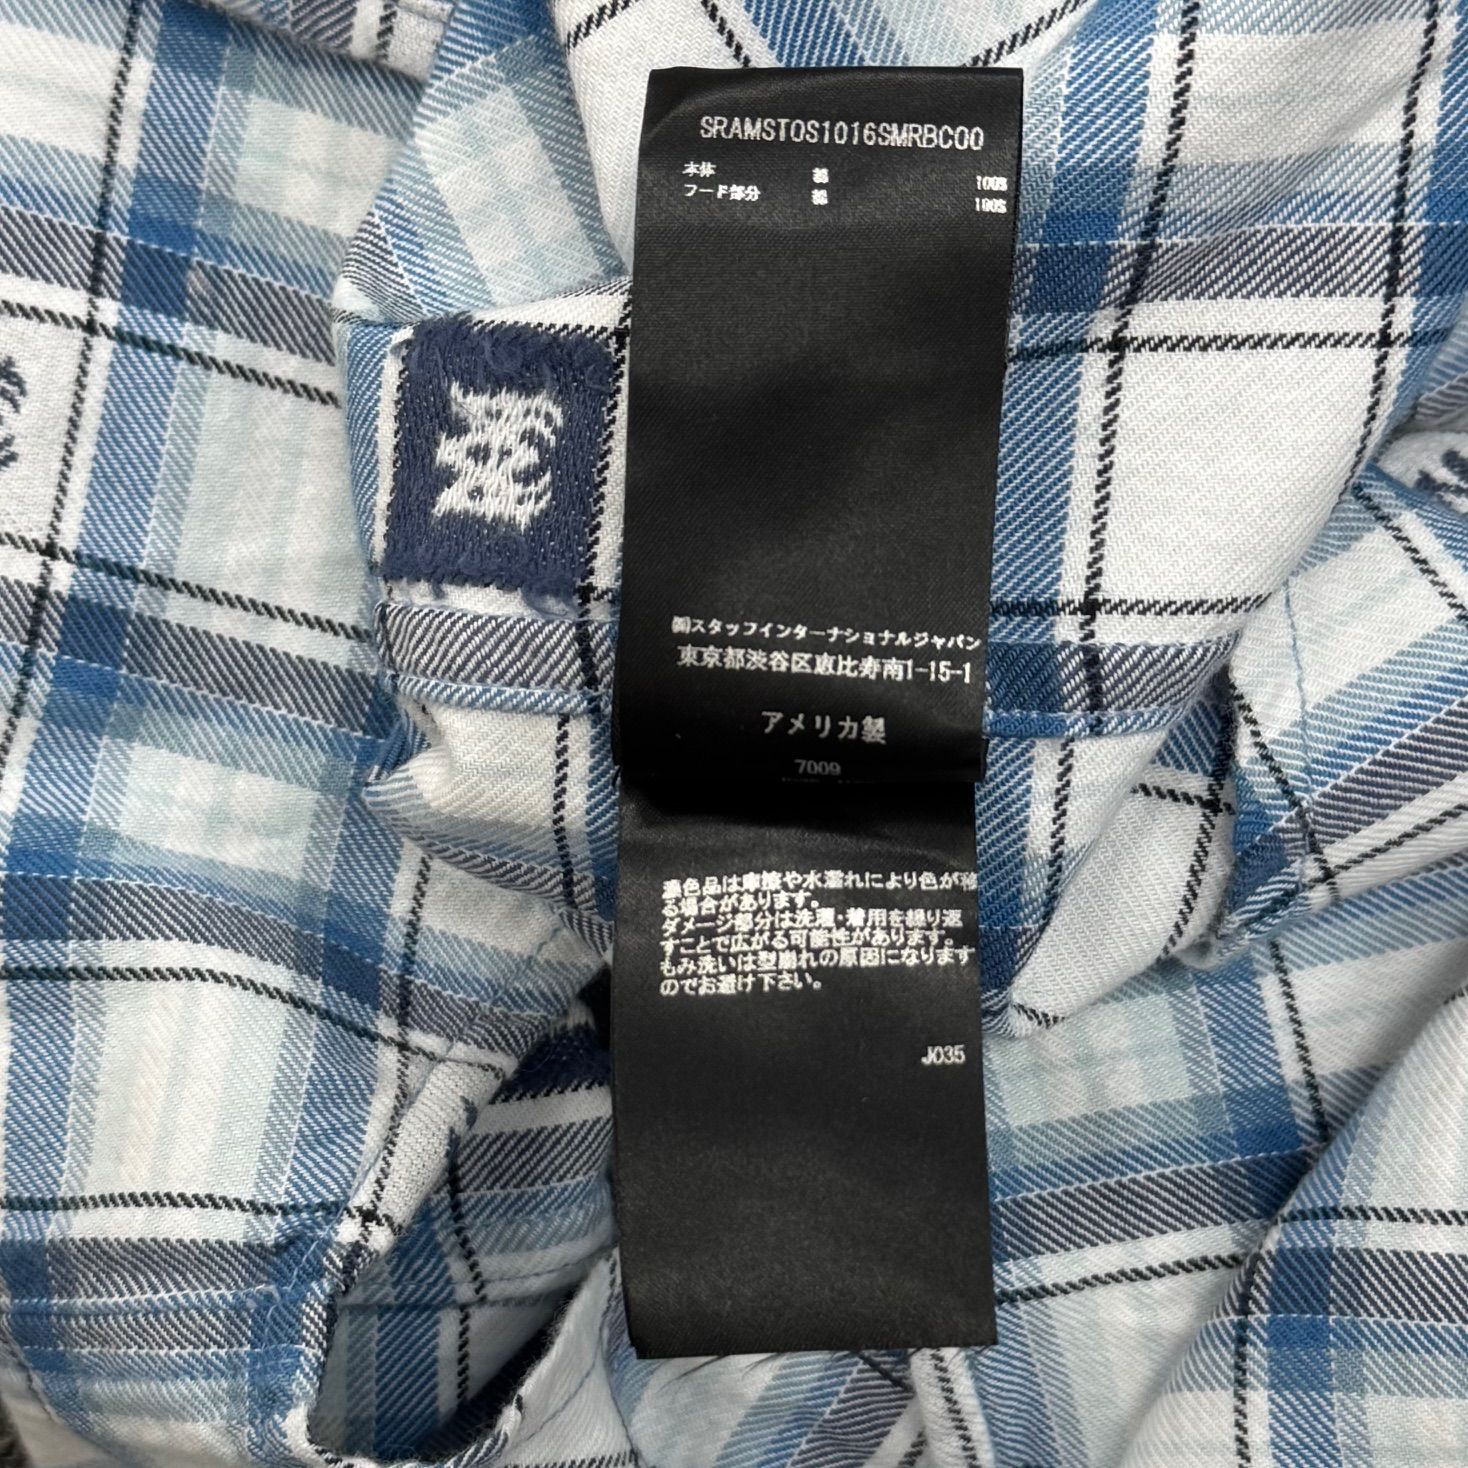 SRAMSTOS1016SMRBC00
本体 綿 100%
フード部分 綿 100%
㈱スタッフインターナショナルジャパン
東京都渋谷区恵比寿南1-15-1
アメリカ製
7009
濃色品は摩擦や水濡れにより色が移
る場合があります。
ダメージ部分は洗濯・着用を繰り返
すことで広がる可能性があります。
もみ洗いは型崩れの原因になります
のでお避け下さい。
J035